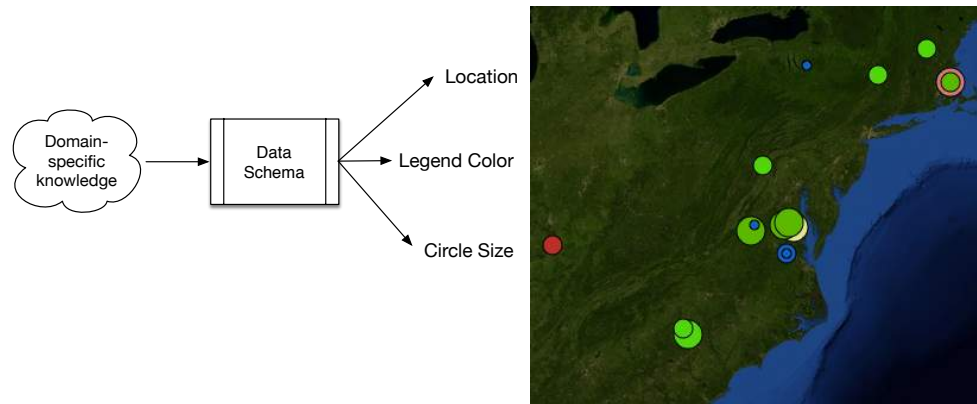 Domain-
specific
knowledge
Data
Schema
Location
Legend Color
Circle Size